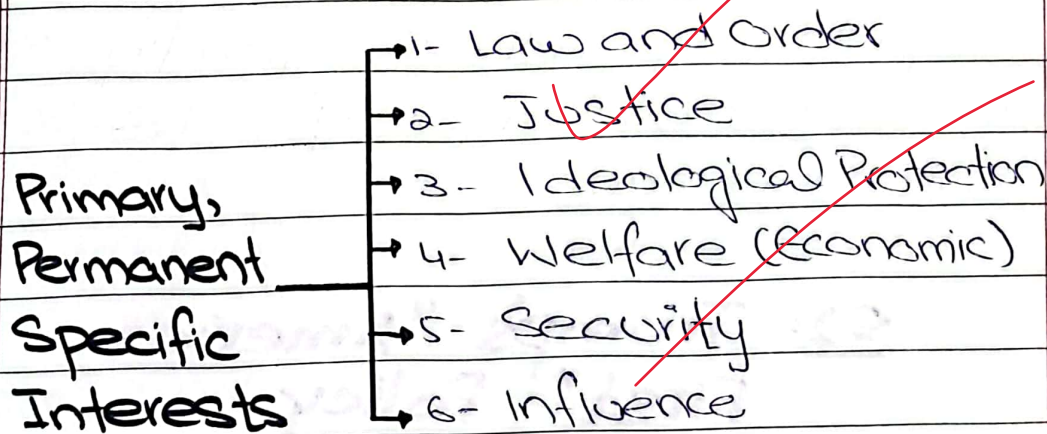 Primary,
Permanent
Specific
Interests
1- Law and Order
2- Justice
3- Ideological Protection
4- Welfare (Economic)
5- Security
6- Influence